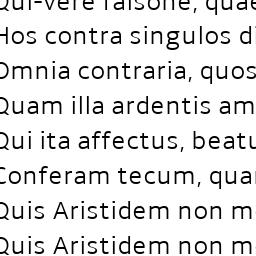 Qui-vere falsone, quae
Hos contra singulos di
Omnia contraria, quos
Quam illa ardentis am
Qui ita affectus, beatu
Conferam tecum, qua
Quis Aristidem non m
Quis Aristidem non m